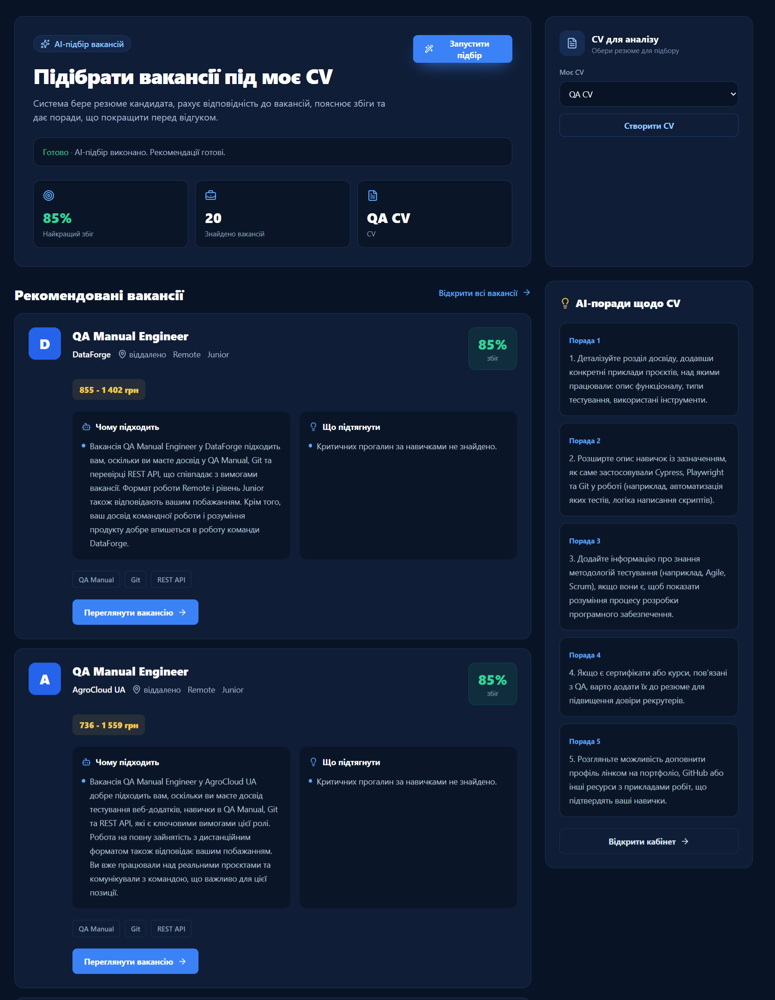 AI-підбір вакансій
Запустити
підбір
Підібрати вакансії під моє CV
Система бере резюме кандидата, рахує відповідність до вакансій, пояснює збіги та
дає поради, що покращити перед відгуком.
Готово · AI-підбір виконано. Рекомендації готові.
85%
Найкращий збіг
20
Знайдено вакансій
QA CV
CV
CV для аналізу
Обери резюме для підбору
Моє CV
QA CV
Створити CV
Рекомендовані вакансії
Відкрити всі вакансії
D
QA Manual Engineer
DataForge віддалено Remote Junior
85%
збіг
855 - 1 402 грн
Чому підходить
Вакансія QA Manual Engineer у DataForge підходить
вам, оскільки ви маєте досвід у QA Manual, Git та
перевірці REST API, що співпадає з вимогами
вакансії. Формат роботи Remote і рівень Junior
також відповідають вашим побажанням. Крім того,
ваш досвід командної роботи і розуміння
продукту добре впишеться в роботу команди
DataForge.
Що підтягнути
Критичних прогалин за навичками не знайдено.
QA Manual Git REST API
Переглянути вакансію
A
QA Manual Engineer
AgroCloud UA віддалено Remote Junior
85%
збіг
736 - 1 559 грн
Чому підходить
Вакансія QA Manual Engineer у AgroCloud UA
добре підходить вам, оскільки ви маєте досвід
тестування веб-додатків, навички в QA Manual, Git
та REST API, які є ключовими вимогами цієї ролі.
Робота на повну зайнятість з дистанційним
форматом також відповідає вашим побажанням.
Ви вже працювали над реальними проєктами та
комунікували з командою, що важливо для цієї
позиції.
Що підтягнути
Критичних прогалин за навичками не знайдено.
QA Manual Git REST API
Переглянути вакансію
AI-поради щодо CV
Порада 1
1. Деталізуйте розділ досвіду, додавши
конкретні приклади проєктів, над якими
працювали: опис функціоналу, типи
тестування, використані інструменти.
Порада 2
2. Розширте опис навичок із зазначенням,
як саме застосовували Cypress, Playwright
та Git у роботі (наприклад, автоматизація
яких тестів, логіка написання скриптів).
Порада 3
3. Додайте інформацію про знання
методологій тестування (наприклад, Agile,
Scrum), якщо вони є, щоб показати
розуміння процесу розробки
програмного забезпечення.
Порада 4
4. Якщо є сертифікати або курси, пов’язані
з QA, варто додати їх до резюме для
підвищення довіри рекрутерів.
Порада 5
5. Розгляньте можливість доповнити
профіль лінком на портфоліо, GitHub або
інші ресурси з прикладами робіт, що
підтвердять ваші навички.
Відкрити кабінет